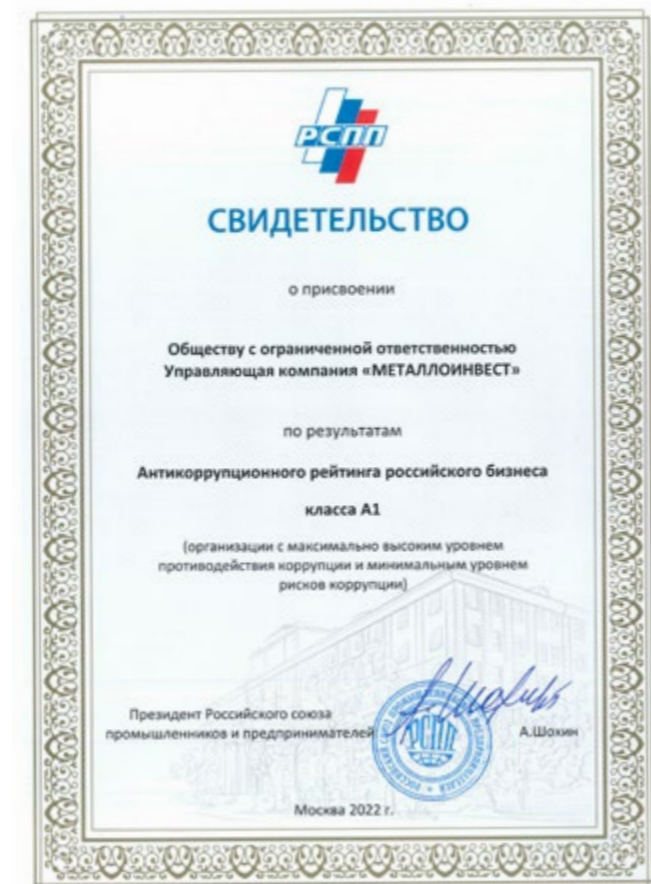 РСПП
СВИДЕТЕЛЬСТВО
о присвоении
Обществу с ограниченной ответственностью
Управляющая компания «МЕТАЛЛОИНВЕСТ»
по результатам
Антикоррупционного рейтинга российского бизнеса
класса А1
(организации с максимально высоким уровнем
противодействия коррупции и минимальным уровнем
рисков коррупции)
Президент Российского союза
промышленников и предпринимателей
А.Шохин
РСПП
Москва 2022 г.